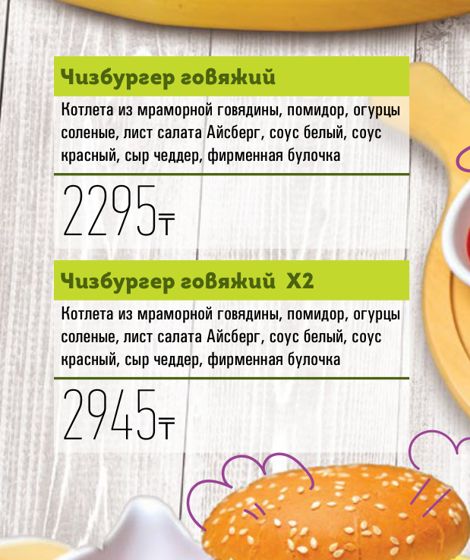 Чизбургер говяжий
Котлета из мраморной говядины, помидор, огурцы
соленые, лист салата Айсберг, соус белый, соус
красный, сыр чеддер, фирменная булочка
2295₸
Чизбургер говяжий X2
Котлета из мраморной говядины, помидор, огурцы
соленые, лист салата Айсберг, соус белый, соус
красный, сыр чеддер, фирменная булочка
2945₸